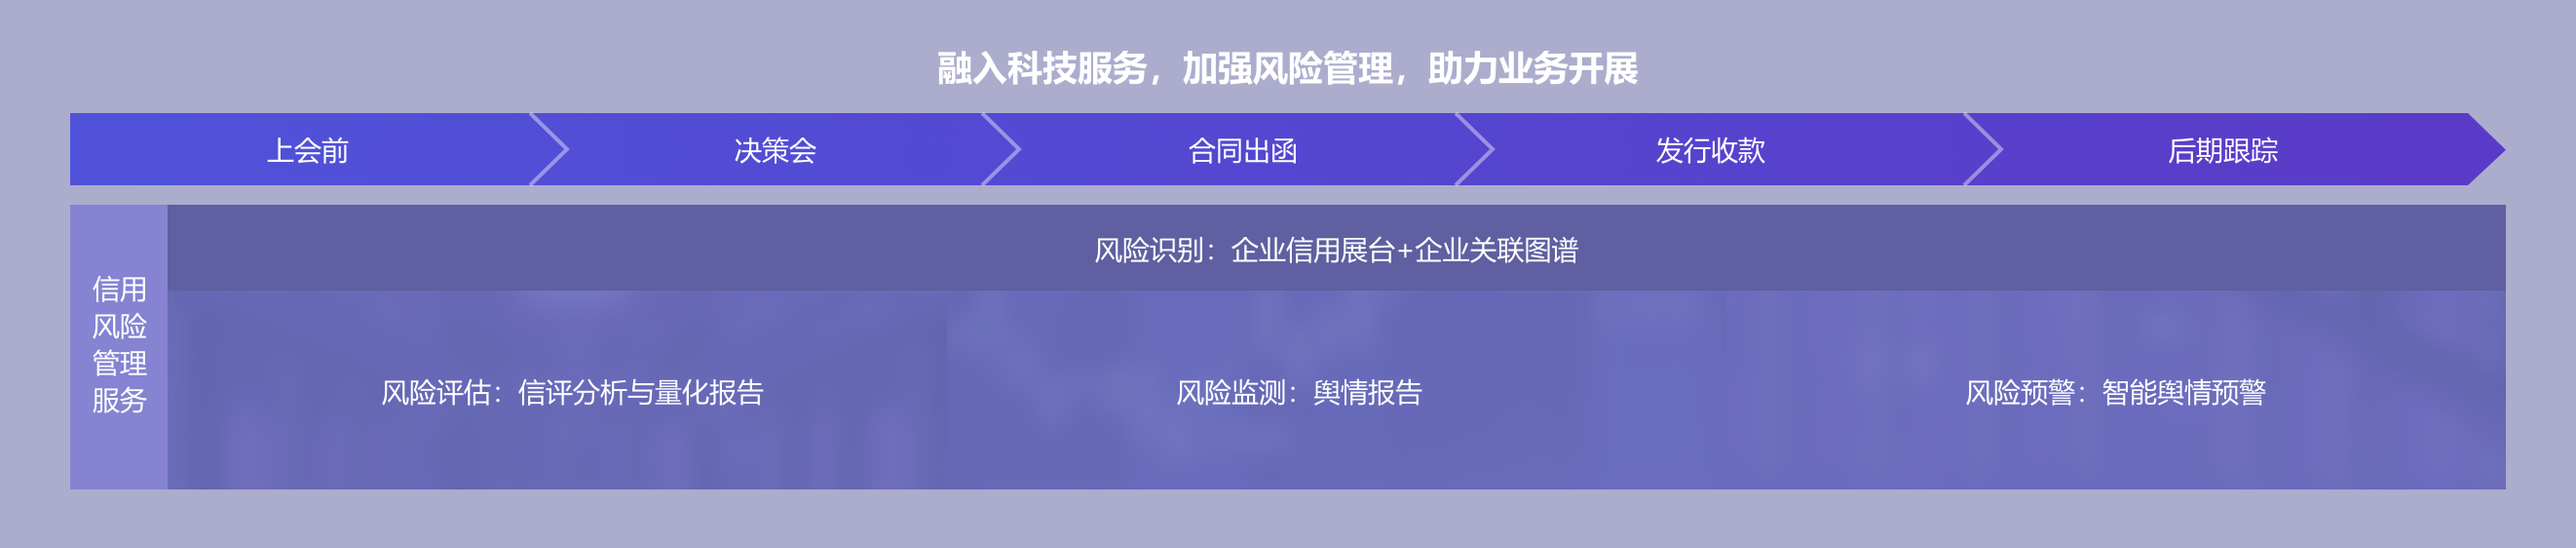 融入科技服务，加强风险管理，助力业务开展
上会前
决策会
合同出函
发行收款
后期跟踪
信用
风险
管理
服务
风险识别：企业信用展台+企业关联图谱
风险评估：信评分析与量化报告
风险监测：舆情报告
风险预警：智能舆情预警